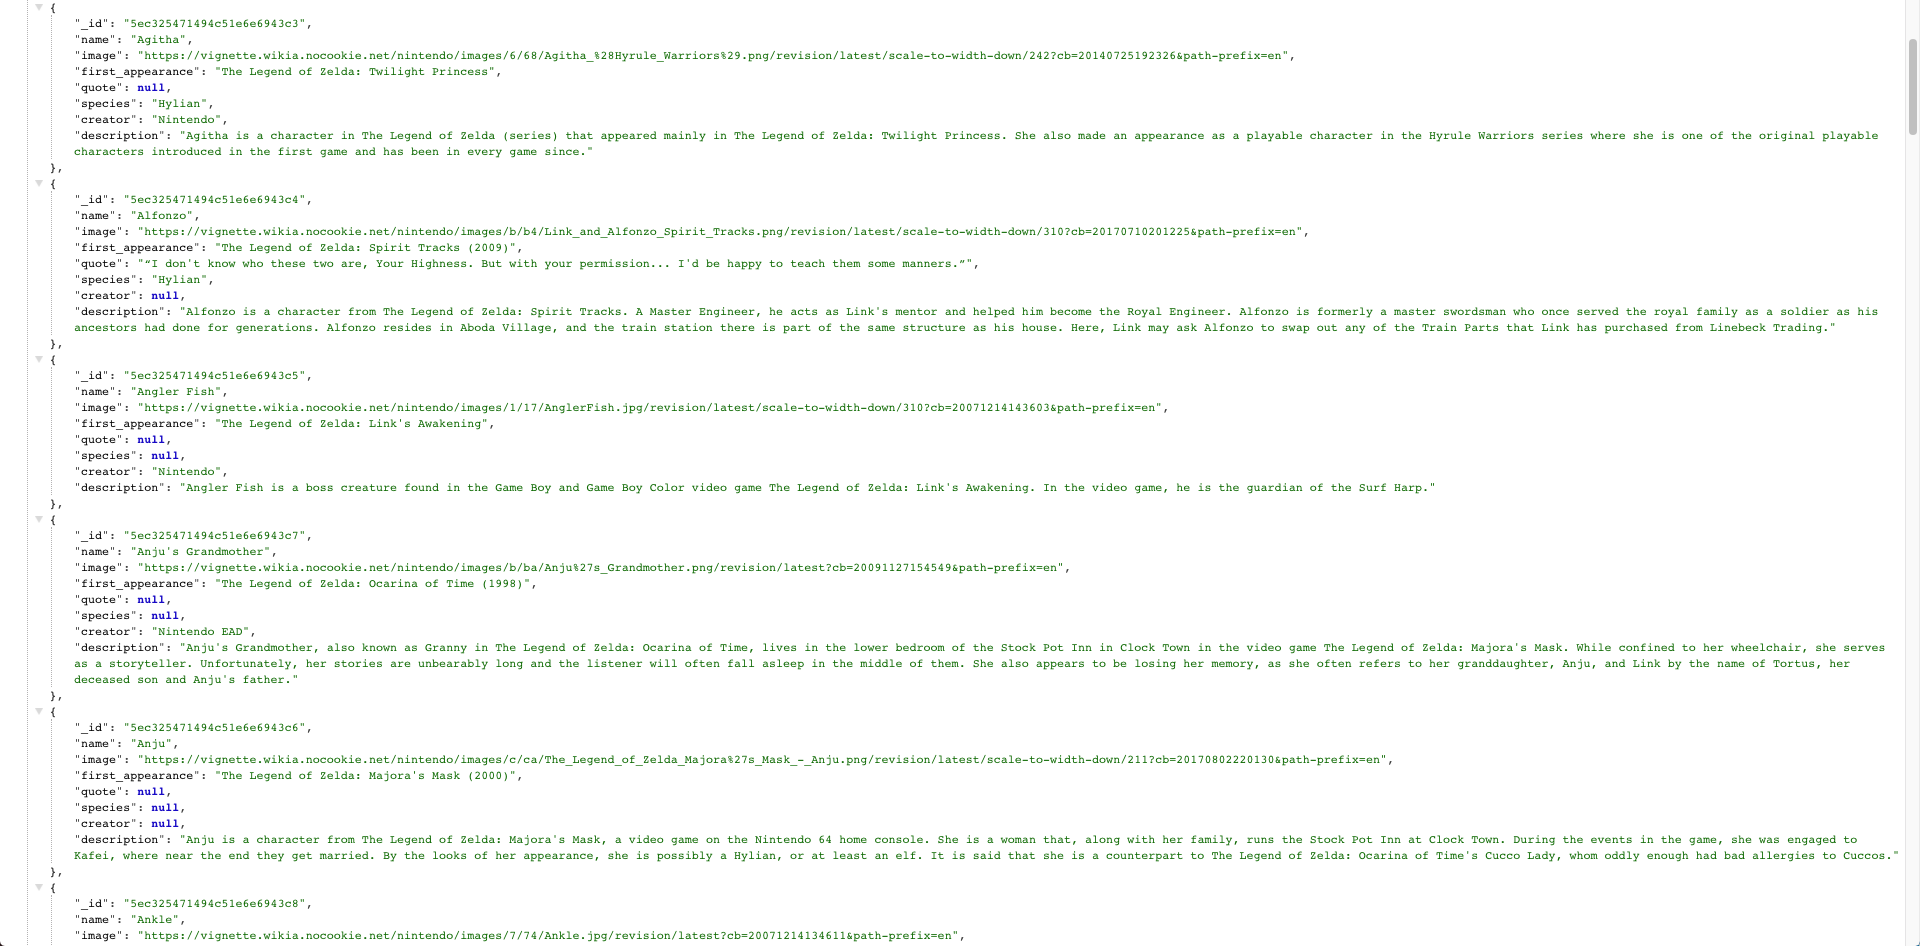 {
"_id": "5ec325471494c51e6e6943c3",
"name": "Agitha",
"image": "https://vignette.wikia.nocookie.net/nintendo/images/6/68/Agitha_%28Hyrule_Warriors%29.png/revision/latest/scale-to-width-down/242?cb=20140725192326&path-prefix=en",
"first_appearance": "The Legend of Zelda: Twilight Princess",
"quote": null,
"species": "Hylian",
"creator": "Nintendo",
"description": "Agitha is a character in The Legend of Zelda (series) that appeared mainly in The Legend of Zelda: Twilight Princess. She also made an appearance as a playable character in the Hyrule Warriors series where she is one of the original playable
characters introduced in the first game and has been in every game since."
},
{
"_id": "5ec325471494c51e6e6943c4",
"name": "Alfonzo",
"image": "https://vignette.wikia.nocookie.net/nintendo/images/b/b4/Link_and_Alfonzo_Spirit_Tracks.png/revision/latest/scale-to-width-down/310?cb=20170710201225&path-prefix=en",
"first_appearance": "The Legend of Zelda: Spirit Tracks (2009)",
"quote": "“I don't know who these two are, Your Highness. But with your permission... I'd be happy to teach them some manners.”",
"species": "Hylian",
"creator": null,
"description": "Alfonzo is a character from The Legend of Zelda: Spirit Tracks. A Master Engineer, he acts as Link's mentor and helped him become the Royal Engineer. Alfonzo is formerly a master swordsman who once served the royal family as a soldier as his
ancestors had done for generations. Alfonzo resides in Aboda Village, and the train station there is part of the same structure as his house. Here, Link may ask Alfonzo to swap out any of the Train Parts that Link has purchased from Linebeck Trading."
},
{
"_id": "5ec325471494c51e6e6943c5",
"name": "Angler Fish",
"image": "https://vignette.wikia.nocookie.net/nintendo/images/1/17/AnglerFish.jpg/revision/latest/scale-to-width-down/310?cb=20071214143603&path-prefix=en",
"first_appearance": "The Legend of Zelda: Link's Awakening",
"quote": null,
"species": null,
"creator": "Nintendo",
"description": "Angler Fish is a boss creature found in the Game Boy and Game Boy Color video game The Legend of Zelda: Link's Awakening. In the video game, he is the guardian of the Surf Harp."
},
{
"_id": "5ec325471494c51e6e6943c7",
"name": "Anju's Grandmother",
"image": "https://vignette.wikia.nocookie.net/nintendo/images/b/ba/Anju%27s_Grandmother.png/revision/latest?cb=20091127154549&path-prefix=en",
"first_appearance": "The Legend of Zelda: Ocarina of Time (1998)",
"quote": null,
"species": null,
"creator": "Nintendo EAD",
"description": "Anju's Grandmother, also known as Granny in The Legend of Zelda: Ocarina of Time, lives in the lower bedroom of the Stock Pot Inn in Clock Town in the video game The Legend of Zelda: Majora's Mask. While confined to her wheelchair, she serves
as a storyteller. Unfortunately, her stories are unbearably long and the listener will often fall asleep in the middle of them. She also appears to be losing her memory, as she often refers to her granddaughter, Anju, and Link by the name of Tortus, her
deceased son and Anju's father."
},
{
"_id": "5ec325471494c51e6e6943c6",
"name": "Anju",
"image": "https://vignette.wikia.nocookie.net/nintendo/images/c/ca/The_Legend_of_Zelda_Majora%27s_Mask_-_Anju.png/revision/latest/scale-to-width-down/211?cb=20170802220130&path-prefix=en",
"first_appearance": "The Legend of Zelda: Majora's Mask (2000)",
"quote": null,
"species": null,
"creator": null,
"description": "Anju is a character from The Legend of Zelda: Majora's Mask, a video game on the Nintendo 64 home console. She is a woman that, along with her family, runs the Stock Pot Inn at Clock Town. During the events in the game, she was engaged to
Kafei, where near the end they get married. By the looks of her appearance, she is possibly a Hylian, or at least an elf. It is said that she is a counterpart to The Legend of Zelda: Ocarina of Time's Cucco Lady, whom oddly enough had bad allergies to Cuccos."
},
{
"_id": "5ec325471494c51e6e6943c8",
"name": "Ankle",
"image": "https://vignette.wikia.nocookie.net/nintendo/images/7/74/Ankle.jpg/revision/latest?cb=20071214134611&path-prefix=en",